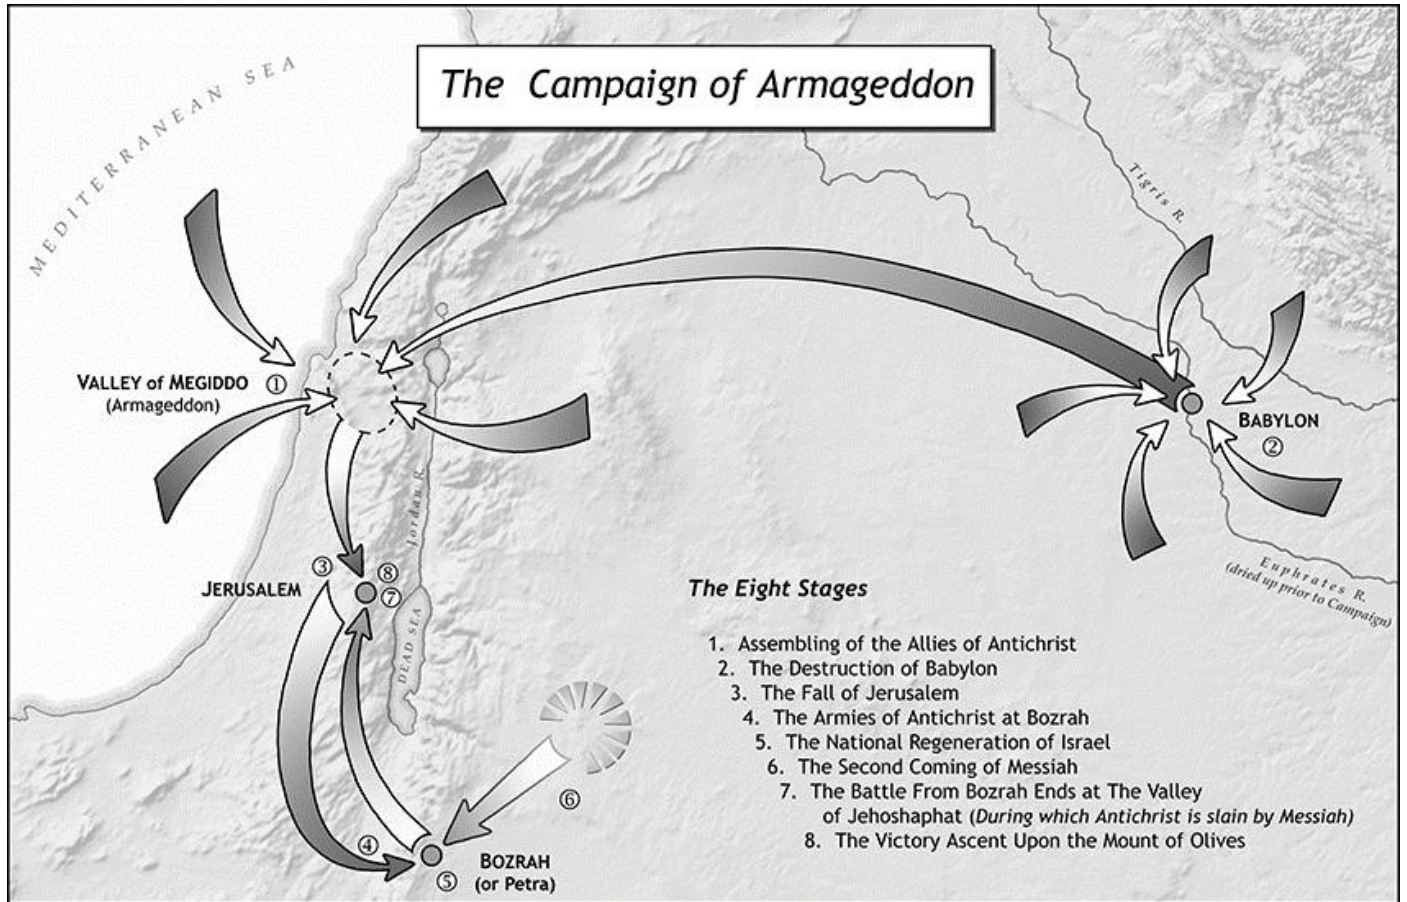 The Campaign of Armageddon
MEDITERRANEAN SEA
Tigris R.
VALLEY of MEGIDDO ①
(Armageddon)
BABYLON
②
Jordan R.
Euphrates R.
(dried up prior to Campaign)
③
⑧
JERUSALEM
⑦
DEAD SEA
The Eight Stages
1. Assembling of the Allies of Antichrist
2. The Destruction of Babylon
3. The Fall of Jerusalem
4. The Armies of Antichrist at Bozrah
5. The National Regeneration of Israel
6. The Second Coming of Messiah
7. The Battle From Bozrah Ends at The Valley
of Jehoshaphat (During which Antichrist is slain by Messiah)
8. The Victory Ascent Upon the Mount of Olives
⑥
④
BOZRAH
(or Petra)
⑤